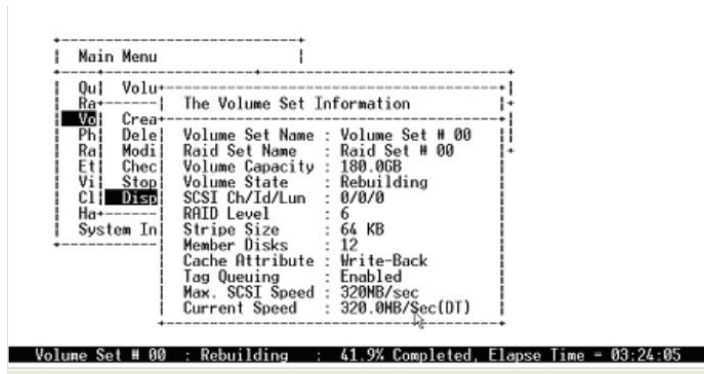 Main Menu
Qu
Volu
Ra
The Volume Set Information
Vo
Crea
Ph
Dele
Volume Set Name : Volume Set # 00
Ra
Modi
Raid Set Name : Raid Set # 00
Et
Chec
Volume Capacity : 180.0GB
Vi
Stop
Volume State : Rebuilding
Cl
Disp
SCSI Ch/Id/Lun : 0/0/0
Ha
RAID Level : 6
System In
Stripe Size : 64 KB
Member Disks : 12
Cache Attribute : Write-Back
Tag Queuing : Enabled
Max. SCSI Speed : 320MB/sec
Current Speed : 320.0MB/Sec(DT)
Volume Set # 00 : Rebuilding : 41.9% Completed, Elapse Time = 03:24:05